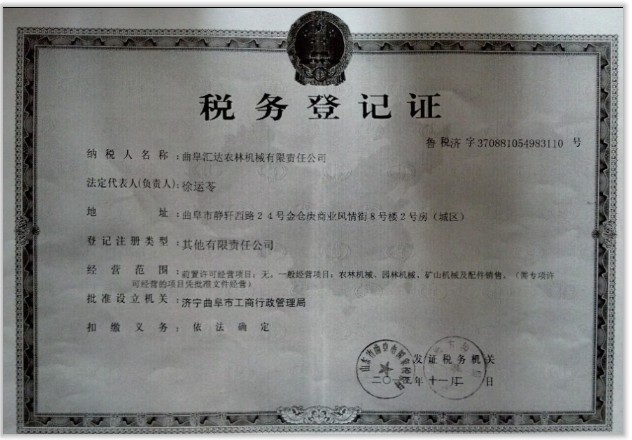 税务登记证
鲁税济字370881054983110 号
纳税人名称：曲阜汇达农林机械有限责任公司
法定代表人(负责人)：徐运苓
地址：曲阜市静轩西路24号金仓庚商业风情街8号楼2号房（城区）
登记注册类型：其他有限责任公司
经营范围：前置许可经营项目：无。一般经营项目：农林机械、园林机械、矿山机械及配件销售。（需专项许
可经营的项目凭批准文件经营）
批准设立机关：济宁曲阜市工商行政管理局
扣缴义务：依法确定
发证税务机关
年十一月二日